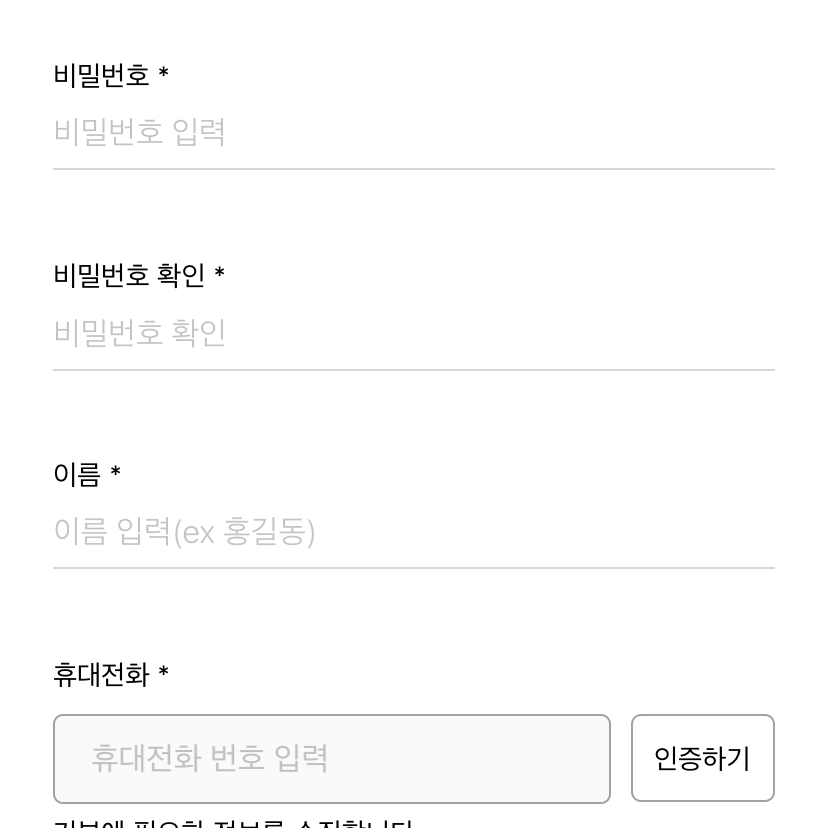 비밀번호 *
비밀번호 입력
비밀번호 확인 *
비밀번호 확인
이름 *
이름 입력(ex 홍길동)
휴대전화 *
휴대전화 번호 입력
인증하기